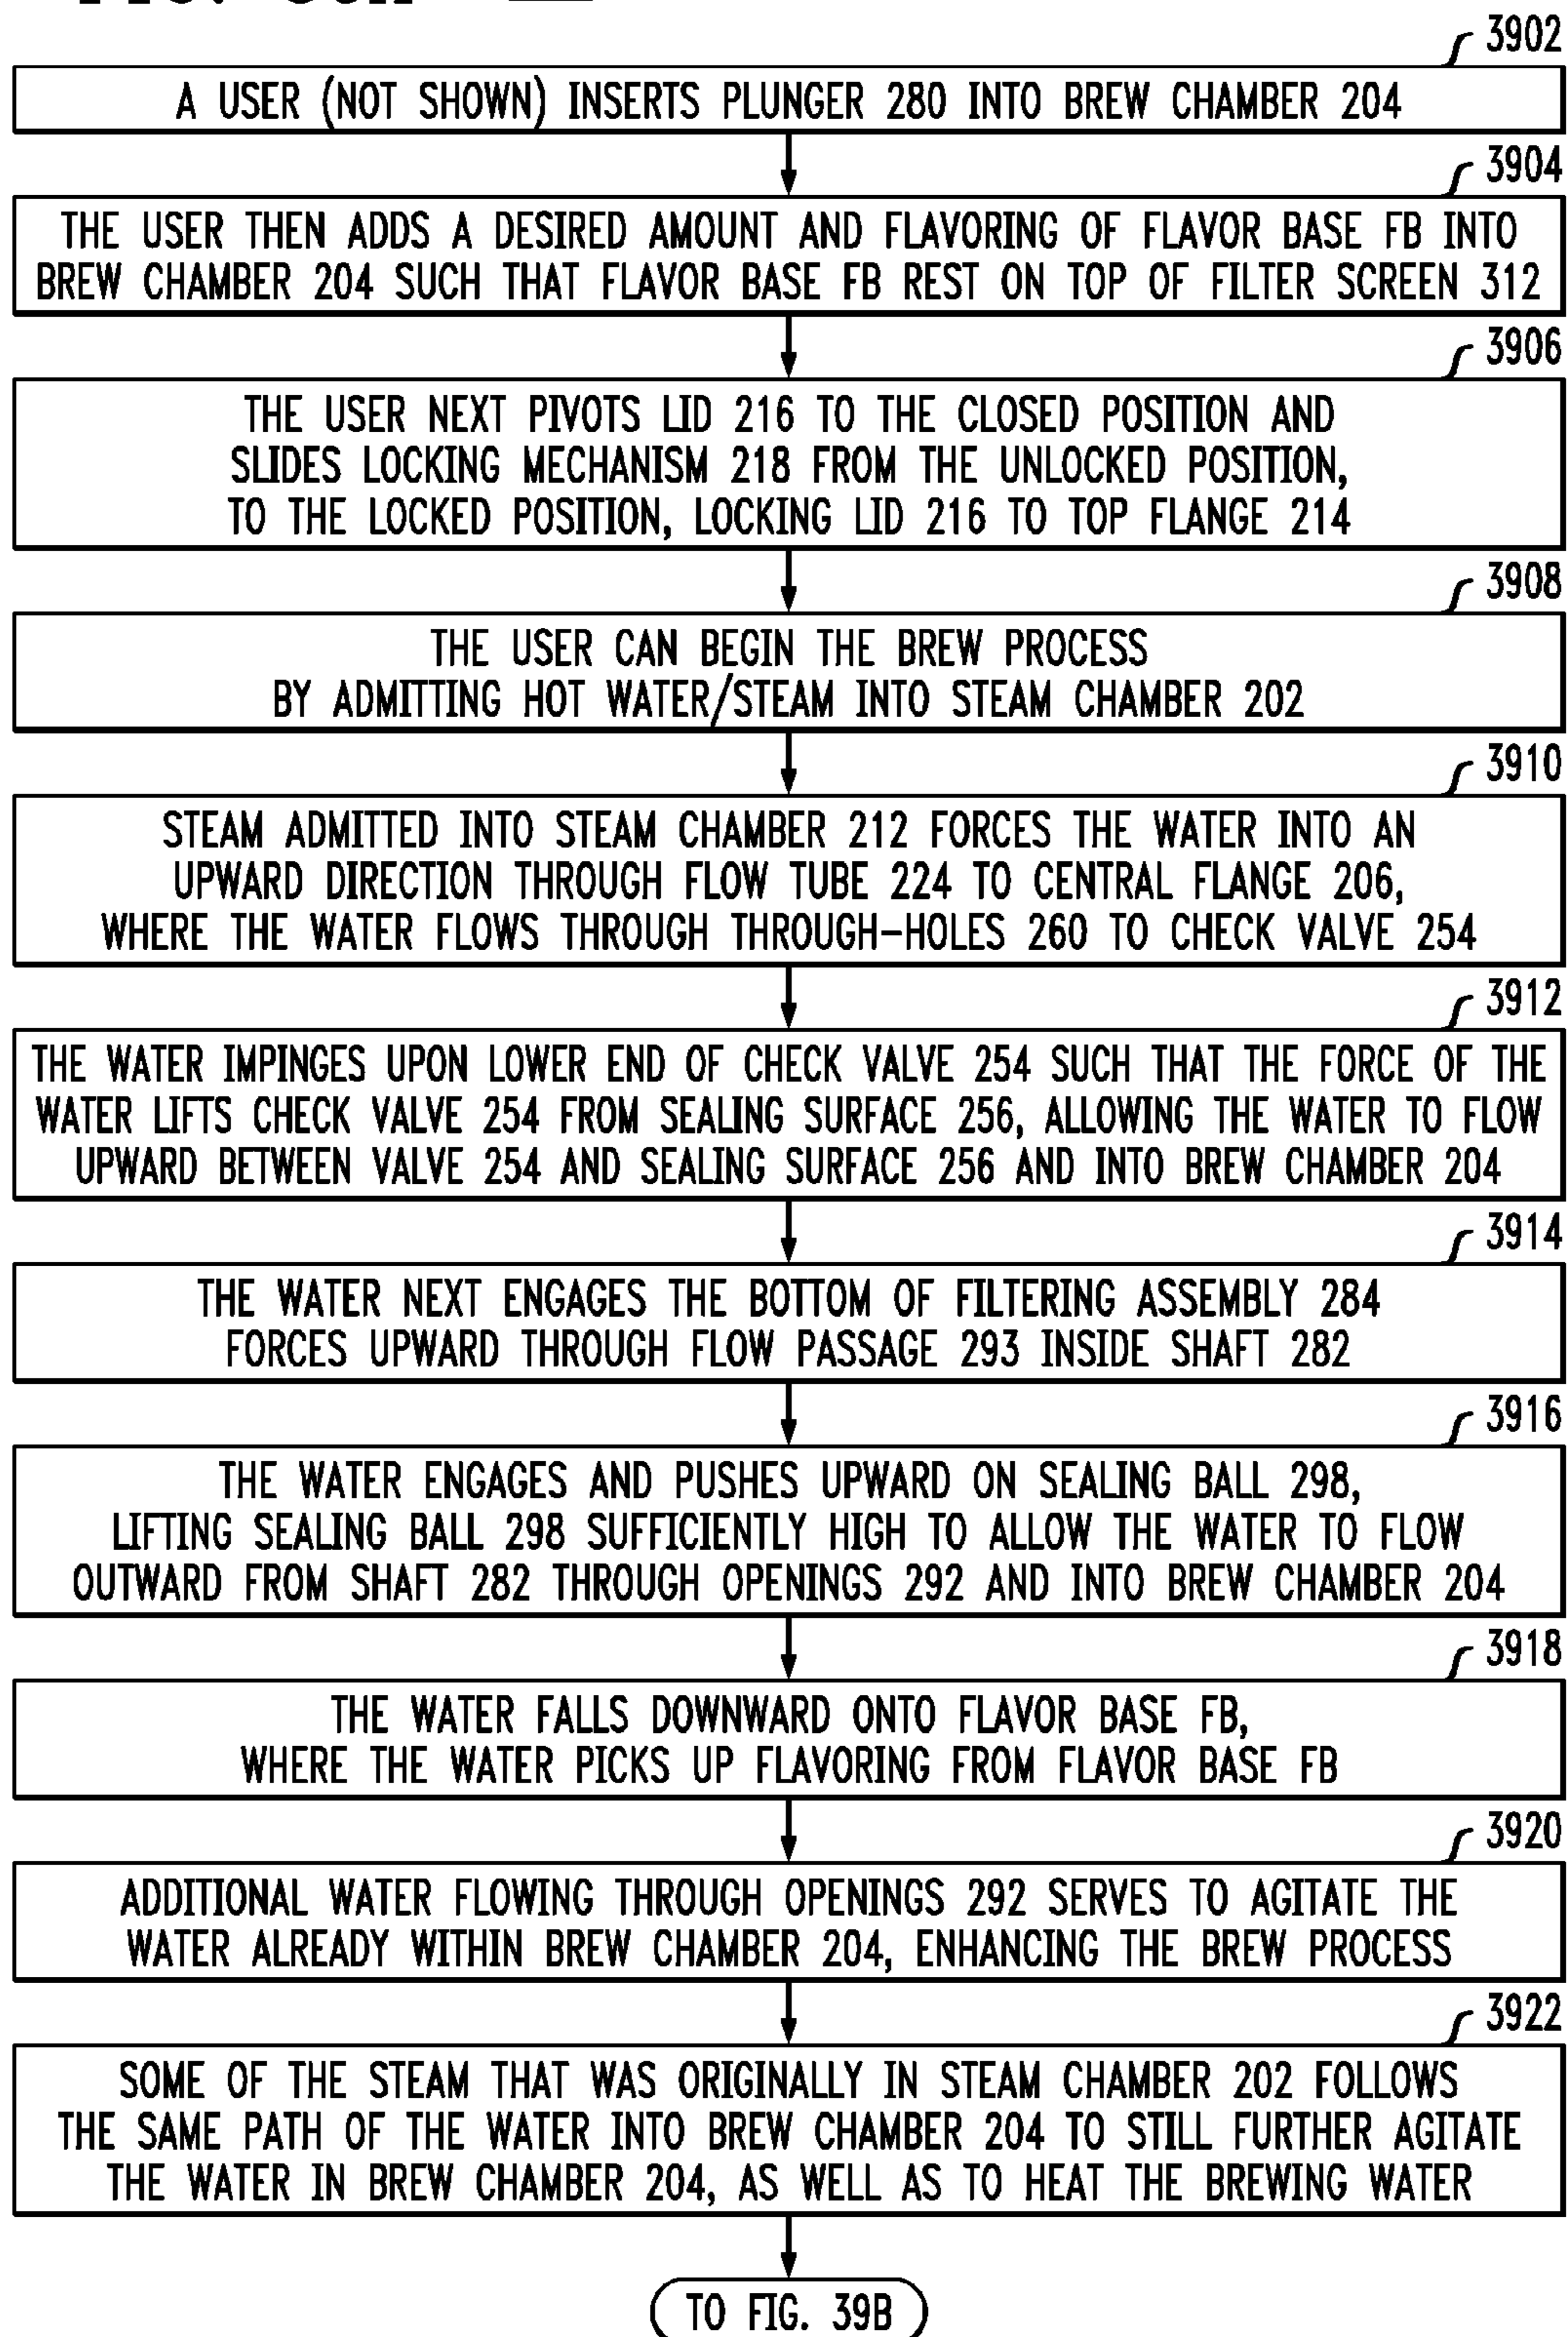 3902
A USER (NOT SHOWN) INSERTS PLUNGER 280 INTO BREW CHAMBER 204
3904
THE USER THEN ADDS A DESIRED AMOUNT AND FLAVORING OF FLAVOR BASE FB INTO
BREW CHAMBER 204 SUCH THAT FLAVOR BASE FB REST ON TOP OF FILTER SCREEN 312
3906
THE USER NEXT PIVOTS LID 216 TO THE CLOSED POSITION AND
SLIDES LOCKING MECHANISM 218 FROM THE UNLOCKED POSITION,
TO THE LOCKED POSITION, LOCKING LID 216 TO TOP FLANGE 214
3908
THE USER CAN BEGIN THE BREW PROCESS
BY ADMITTING HOT WATER/STEAM INTO STEAM CHAMBER 202
3910
STEAM ADMITTED INTO STEAM CHAMBER 212 FORCES THE WATER INTO AN
UPWARD DIRECTION THROUGH FLOW TUBE 224 TO CENTRAL FLANGE 206,
WHERE THE WATER FLOWS THROUGH THROUGH-HOLES 260 TO CHECK VALVE 254
3912
THE WATER IMPINGES UPON LOWER END OF CHECK VALVE 254 SUCH THAT THE FORCE OF THE
WATER LIFTS CHECK VALVE 254 FROM SEALING SURFACE 256, ALLOWING THE WATER TO FLOW
UPWARD BETWEEN VALVE 254 AND SEALING SURFACE 256 AND INTO BREW CHAMBER 204
3914
THE WATER NEXT ENGAGES THE BOTTOM OF FILTERING ASSEMBLY 284
FORCES UPWARD THROUGH FLOW PASSAGE 293 INSIDE SHAFT 282
3916
THE WATER ENGAGES AND PUSHES UPWARD ON SEALING BALL 298,
LIFTING SEALING BALL 298 SUFFICIENTLY HIGH TO ALLOW THE WATER TO FLOW
OUTWARD FROM SHAFT 282 THROUGH OPENINGS 292 AND INTO BREW CHAMBER 204
3918
THE WATER FALLS DOWNWARD ONTO FLAVOR BASE FB,
WHERE THE WATER PICKS UP FLAVORING FROM FLAVOR BASE FB
3920
ADDITIONAL WATER FLOWING THROUGH OPENINGS 292 SERVES TO AGITATE THE
WATER ALREADY WITHIN BREW CHAMBER 204, ENHANCING THE BREW PROCESS
3922
SOME OF THE STEAM THAT WAS ORIGINALLY IN STEAM CHAMBER 202 FOLLOWS
THE SAME PATH OF THE WATER INTO BREW CHAMBER 204 TO STILL FURTHER AGITATE
THE WATER IN BREW CHAMBER 204, AS WELL AS TO HEAT THE BREWING WATER
TO FIG. 39B